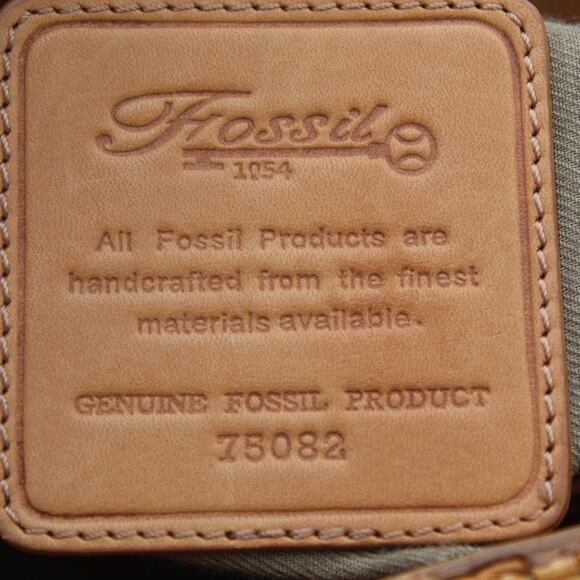 Fossil
1954
All Fossil Products are
handcrafted from the finest
materials available.
GENUINE FOSSIL PRODUCT
75082